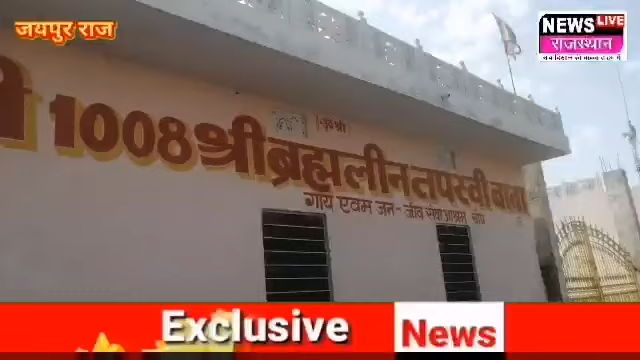 जयपुर राज
NEWS LIVE
राजस्थान
श्री
1008 श्री ब्रह्मलीन तपस्वी बाबा
गाय एवम जन-जीव सेवा आश्रम
Exclusive News